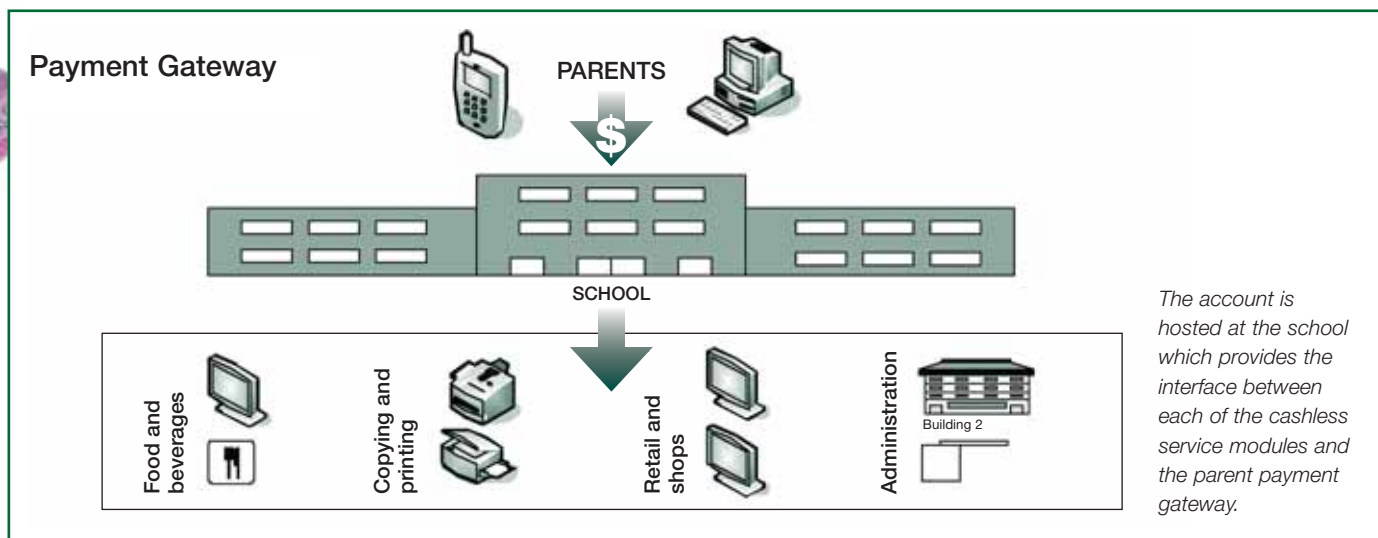 Payment Gateway
PARENTS
$
SCHOOL
Food and
beverages
Copying and
printing
Retail and
shops
Administration
Building 2
The account is
hosted at the school
which provides the
interface between
each of the cashless
service modules and
the parent payment
gateway.